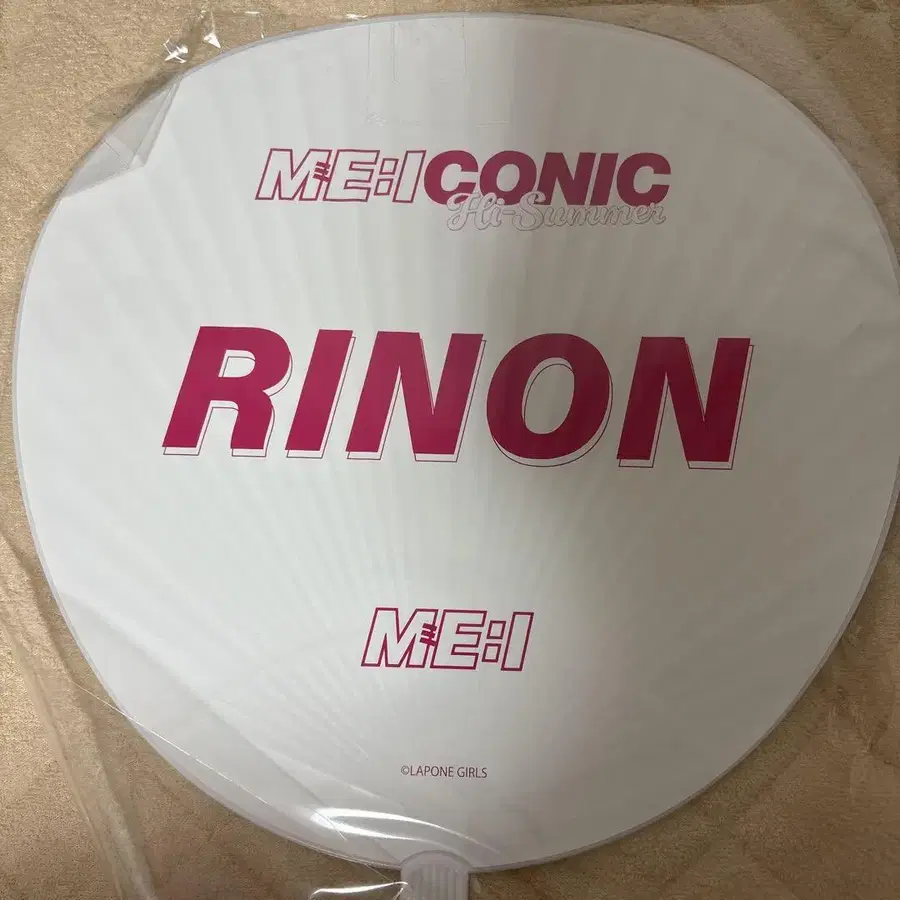 ME:ICONIC
Hi-Summer
RINON
ME:I
©LAPONE GIRLS